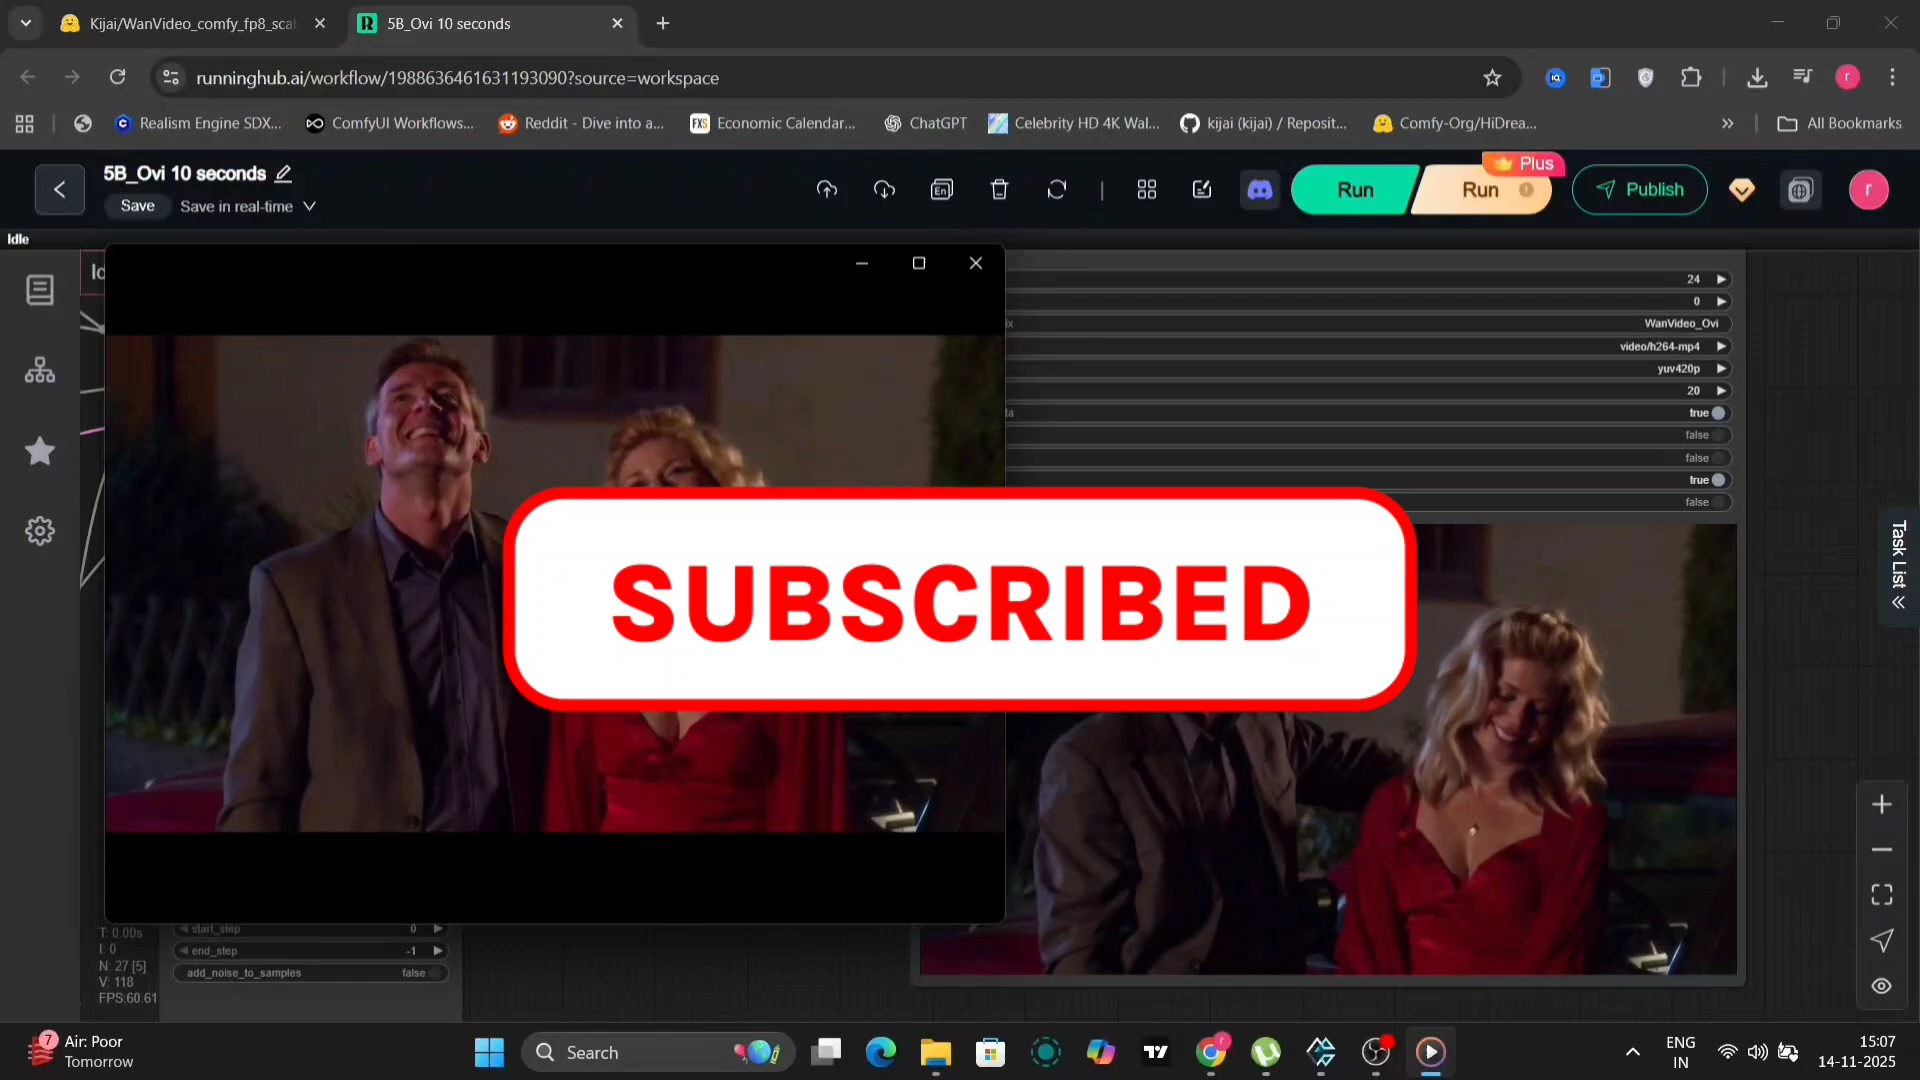 Kijai/WanVideo_comfy_fp8_scal
5B_Ovi 10 seconds
runninghub.ai/workflow/1988636461631193090?source=workspace
Realism Engine SDX...
ComfyUI Workflows...
Reddit - Dive into a...
FXS
Economic Calendar...
ChatGPT
Celebrity HD 4K Wal...
kijai (kijai) / Reposit...
Comfy-Org/HiDrea...
All Bookmarks
5B_Ovi 10 seconds
Save
Save in real-time
En
Run
Run
Plus
Publish
r
Idle
24
0
WanVideo_Ovi
video/h264-mp4
yuv420p
20
true
false
false
true
false
SUBSCRIBED
Task List
T: 0.00s
I: 0
N: 27 [5]
V: 118
FPS:60.61
start_step 0
end_step -1
add_noise_to_samples false
7
Air: Poor
Tomorrow
Search
ENG
IN
15:07
14-11-2025